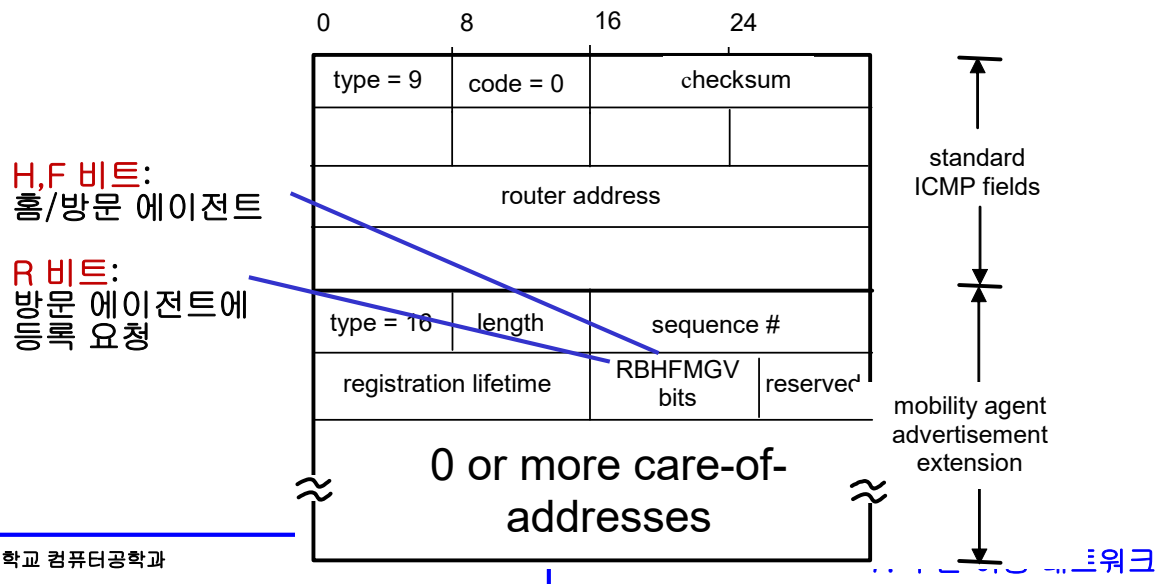 0 8 16 24
type = 9 code = 0 checksum
H,F 비트:
홈/방문 에이전트
router address
standard
ICMP fields
R 비트:
방문 에이전트에
등록 요청
type = 16 length sequence #
registration lifetime
RBHFMGV
bits
reserved
mobility agent
advertisement
extension
0 or more care-of-
addresses
학교 컴퓨터공학과